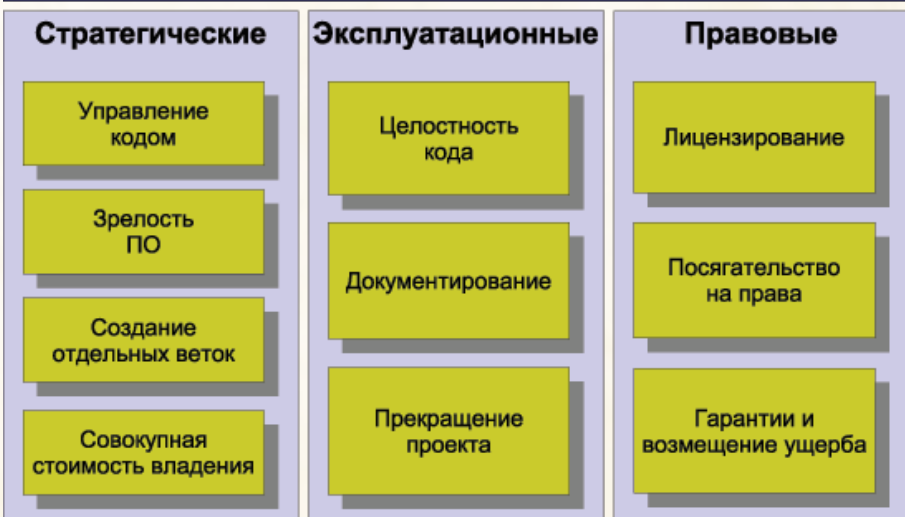 Стратегические
Управление
кодом
Зрелость
ПО
Создание
отдельных веток
Совокупная
стоимость владения
Эксплуатационные
Целостность
кода
Документирование
Прекращение
проекта
Правовые
Лицензирование
Посягательство
на права
Гарантии и
возмещение ущерба